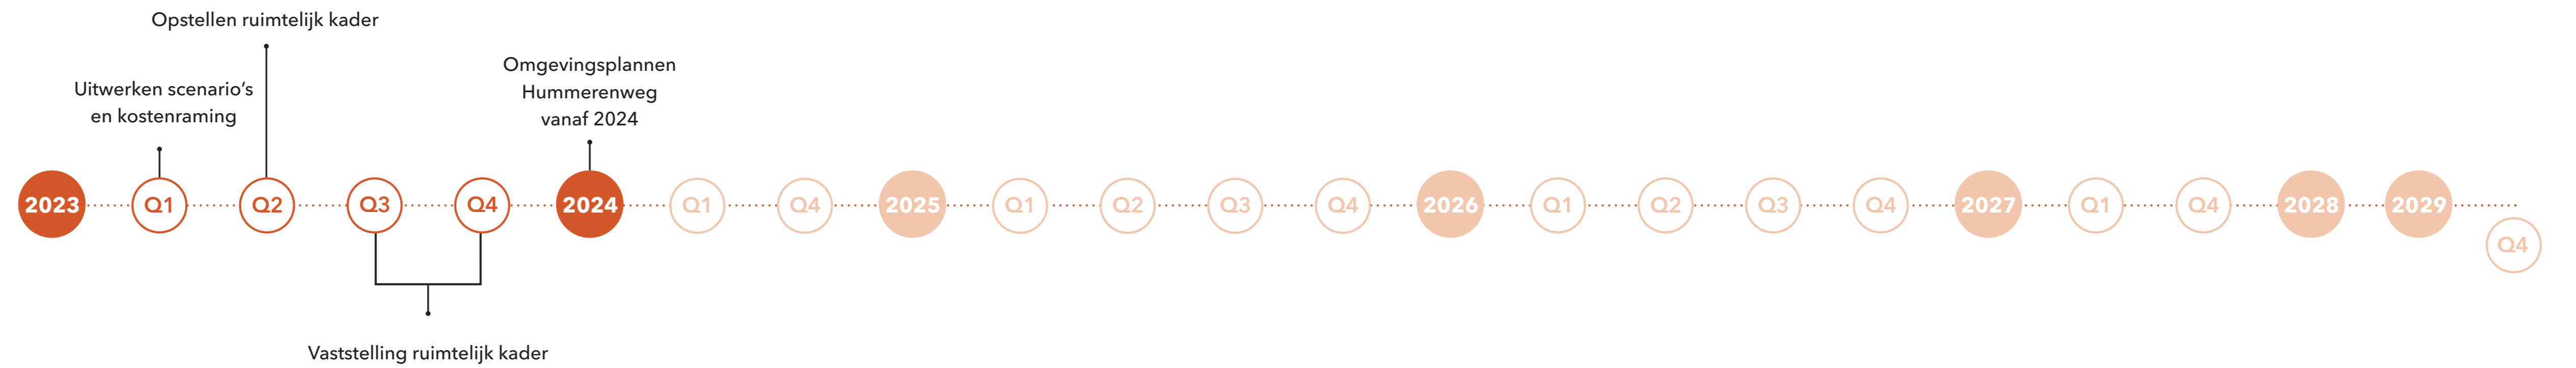 Opstellen ruimtelijk kader
Uitwerken scenario’s
en kostenraming
Omgevingsplannen
Hummerenweg
vanaf 2024
2023 Q1 Q2 Q3 Q4 2024 Q1 Q4 2025 Q1 Q2 Q3 Q4 2026 Q1 Q2 Q3 Q4 2027 Q1 Q4 2028 2029
Q4
Vaststelling ruimtelijk kader